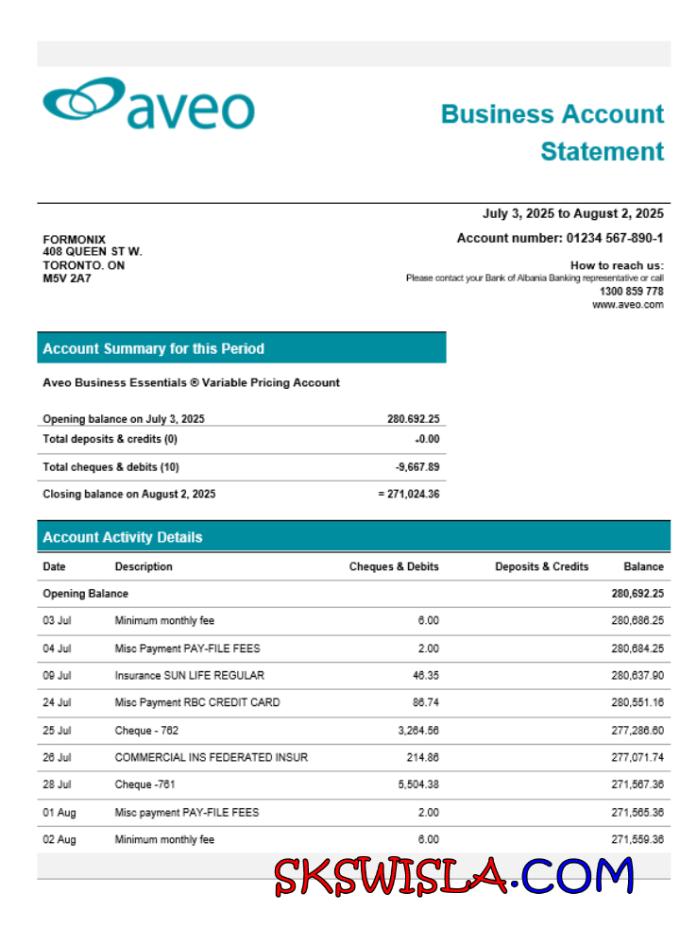 aveo
Business Account
Statement
July 3, 2025 to August 2, 2025
Account number: 01234 567-890-1
FORMONIX
408 QUEEN ST W.
TORONTO. ON
M5V 2A7
How to reach us:
Please contact your Bank of Albania Banking representative or call
1300 859 778
www.aveo.com
Account Summary for this Period
Aveo Business Essentials ® Variable Pricing Account
Opening balance on July 3, 2025 280.692.25
Total deposits & credits (0) -0.00
Total cheques & debits (10) -9,667.89
Closing balance on August 2, 2025 = 271,024.36
Account Activity Details
Date Description Cheques & Debits Deposits & Credits Balance
Opening Balance 280,692.25
03 Jul Minimum monthly fee 6.00 280,686.25
04 Jul Misc Payment PAY-FILE FEES 2.00 280,684.25
09 Jul Insurance SUN LIFE REGULAR 46.35 280,637.90
24 Jul Misc Payment RBC CREDIT CARD 86.74 280,551.16
25 Jul Cheque - 762 3,264.56 277,286.60
26 Jul COMMERCIAL INS FEDERATED INSUR 214.86 277,071.74
28 Jul Cheque -761 5,504.38 271,567.36
01 Aug Misc payment PAY-FILE FEES 2.00 271,565.36
02 Aug Minimum monthly fee 6.00 271,559.36
SKSWISLA.COM